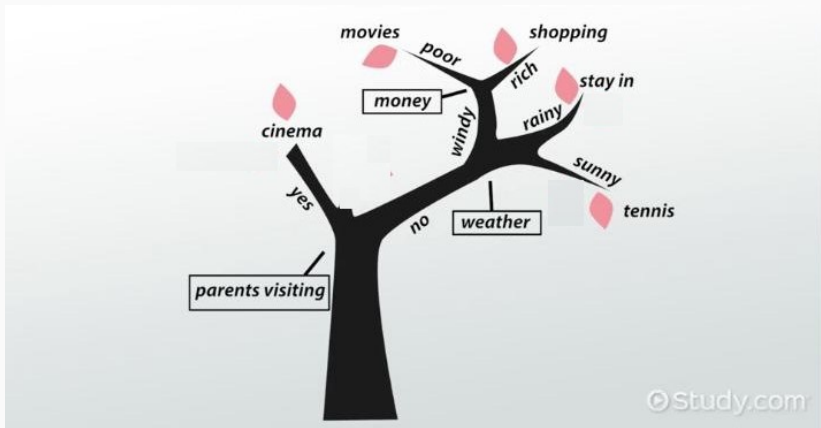 movies
poor
shopping
rich
stay in
money
cinema
windy
rainy
sunny
yes
no
weather
tennis
parents visiting
Study.com